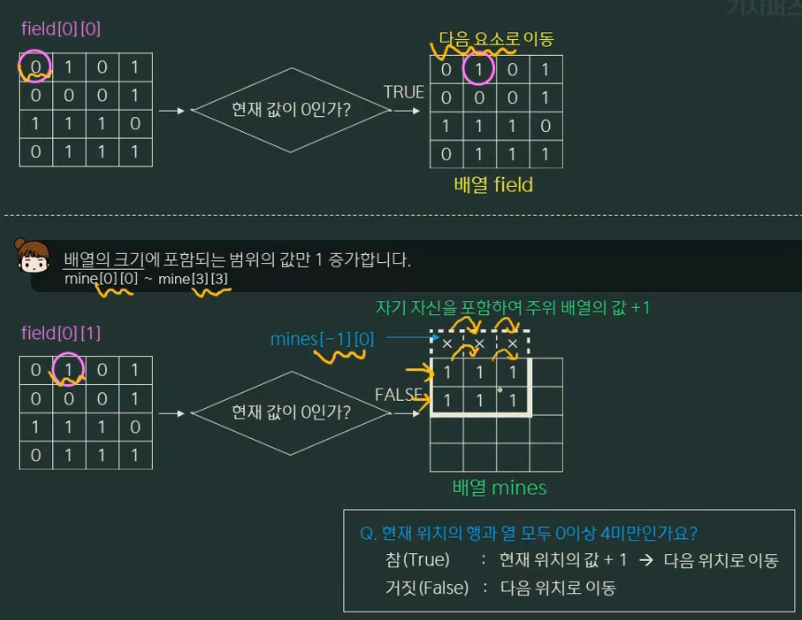 기사퍼스
field[0][0]
다음 요소로 이동
0 1 0 1
0 0 0 1
1 1 1 0
0 1 1 1
현재 값이 0인가?
TRUE
0 1 0 1
0 0 0 1
1 1 1 0
0 1 1 1
배열 field
배열의 크기에 포함되는 범위의 값만 1 증가합니다.
mine[0][0] ~ mine[3][3]
자기 자신을 포함하여 주위 배열의 값 +1
field[0][1]
mines[-1][0]
0 1 0 1
0 0 0 1
1 1 1 0
0 1 1 1
현재 값이 0인가?
FALSE
× × ×
1 1 1
1 1 1
배열 mines
Q. 현재 위치의 행과 열 모두 0이상 4미만인가요?
참(True) : 현재 위치의 값 + 1 → 다음 위치로 이동
거짓(False) : 다음 위치로 이동